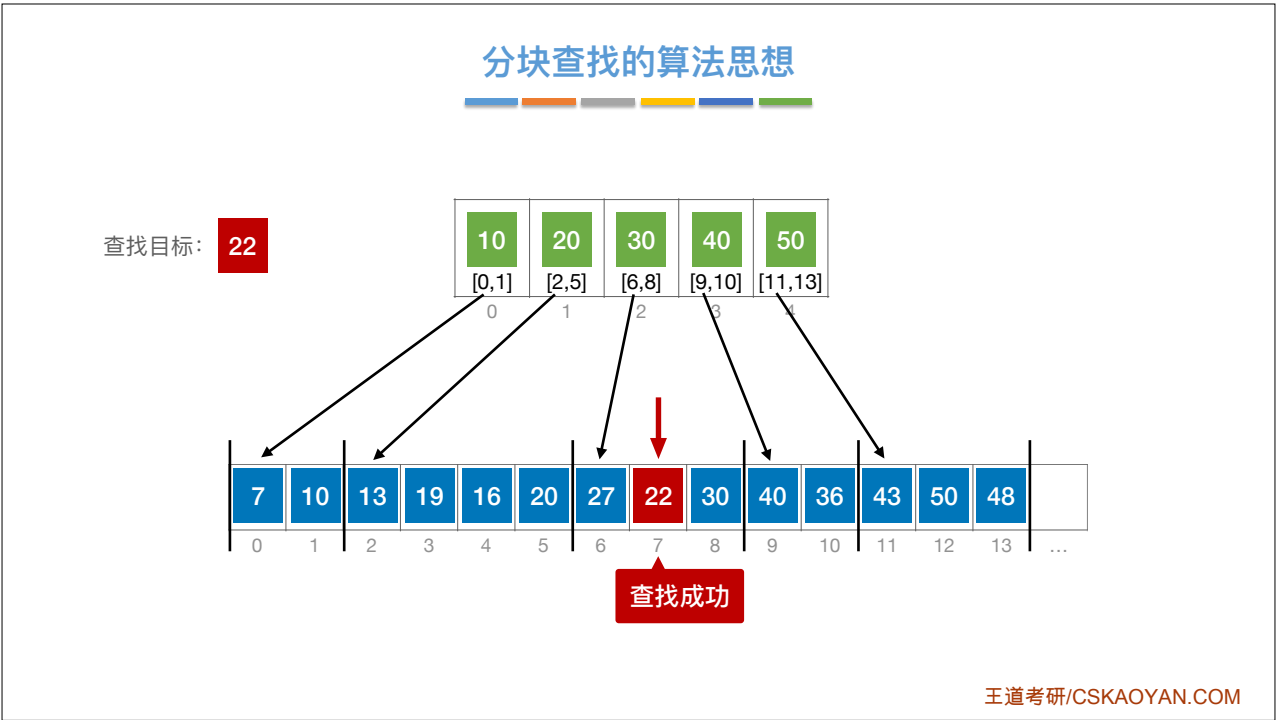 分块查找的算法思想
查找目标： 22
10 20 30 40 50
[0,1] [2,5] [6,8] [9,10] [11,13]
0 1 2 3 4
7 10 13 19 16 20 27 22 30 40 36 43 50 48
0 1 2 3 4 5 6 7 8 9 10 11 12 13 …
查找成功
王道考研/CSKAOYAN.COM